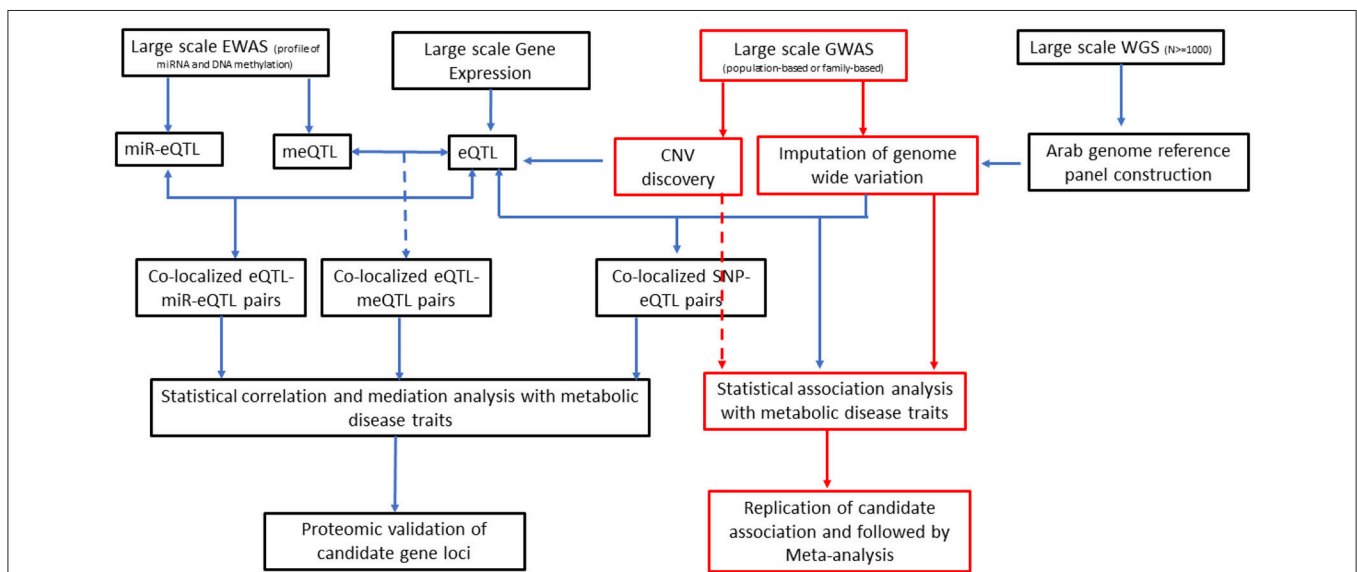 Large scale EWAS (profile of
miRNA and DNA methylation)
Large scale Gene
Expression
Large scale GWAS
(population-based or family-based)
Large scale WGS (N>=1000)
miR-eQTL
meQTL
eQTL
CNV
discovery
Imputation of genome
wide variation
Arab genome reference
panel construction
Co-localized eQTL-
miR-eQTL pairs
Co-localized eQTL-
meQTL pairs
Co-localized SNP-
eQTL pairs
Statistical correlation and mediation analysis with metabolic
disease traits
Statistical association analysis
with metabolic disease traits
Proteomic validation of
candidate gene loci
Replication of candidate
association and followed by
Meta-analysis